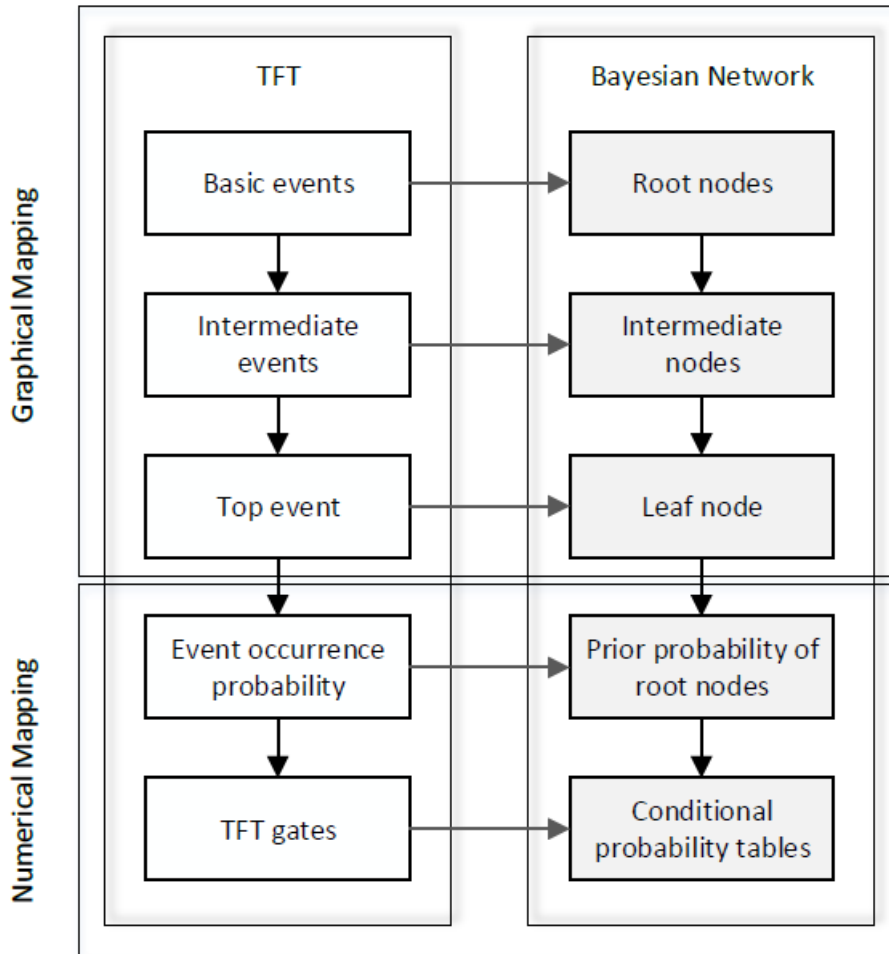 Graphical Mapping
TFT
Bayesian Network
Basic events
Root nodes
Intermediate
events
Intermediate
nodes
Top event
Leaf node
Numerical Mapping
Event occurrence
probability
Prior probability of
root nodes
TFT gates
Conditional
probability tables